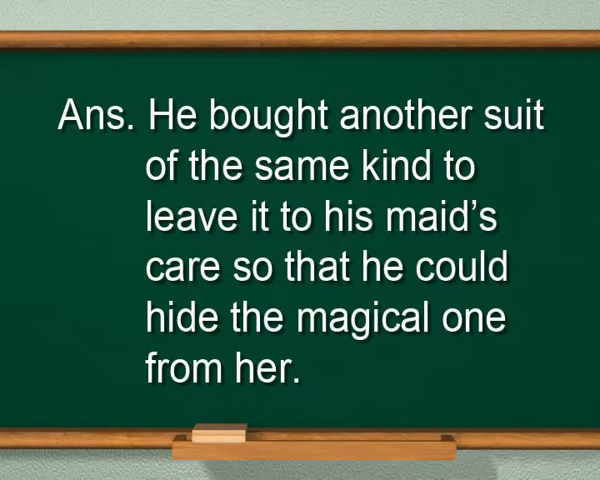 Ans. He bought another suit
of the same kind to
leave it to his maid’s
care so that he could
hide the magical one
from her.